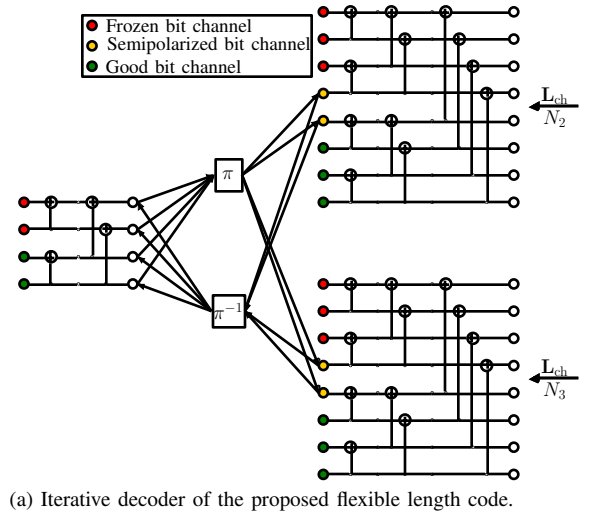 Frozen bit channel
Semipolarized bit channel
Good bit channel
L_ch
N_2
π
π^{-1}
L_ch
N_3
(a) Iterative decoder of the proposed flexible length code.